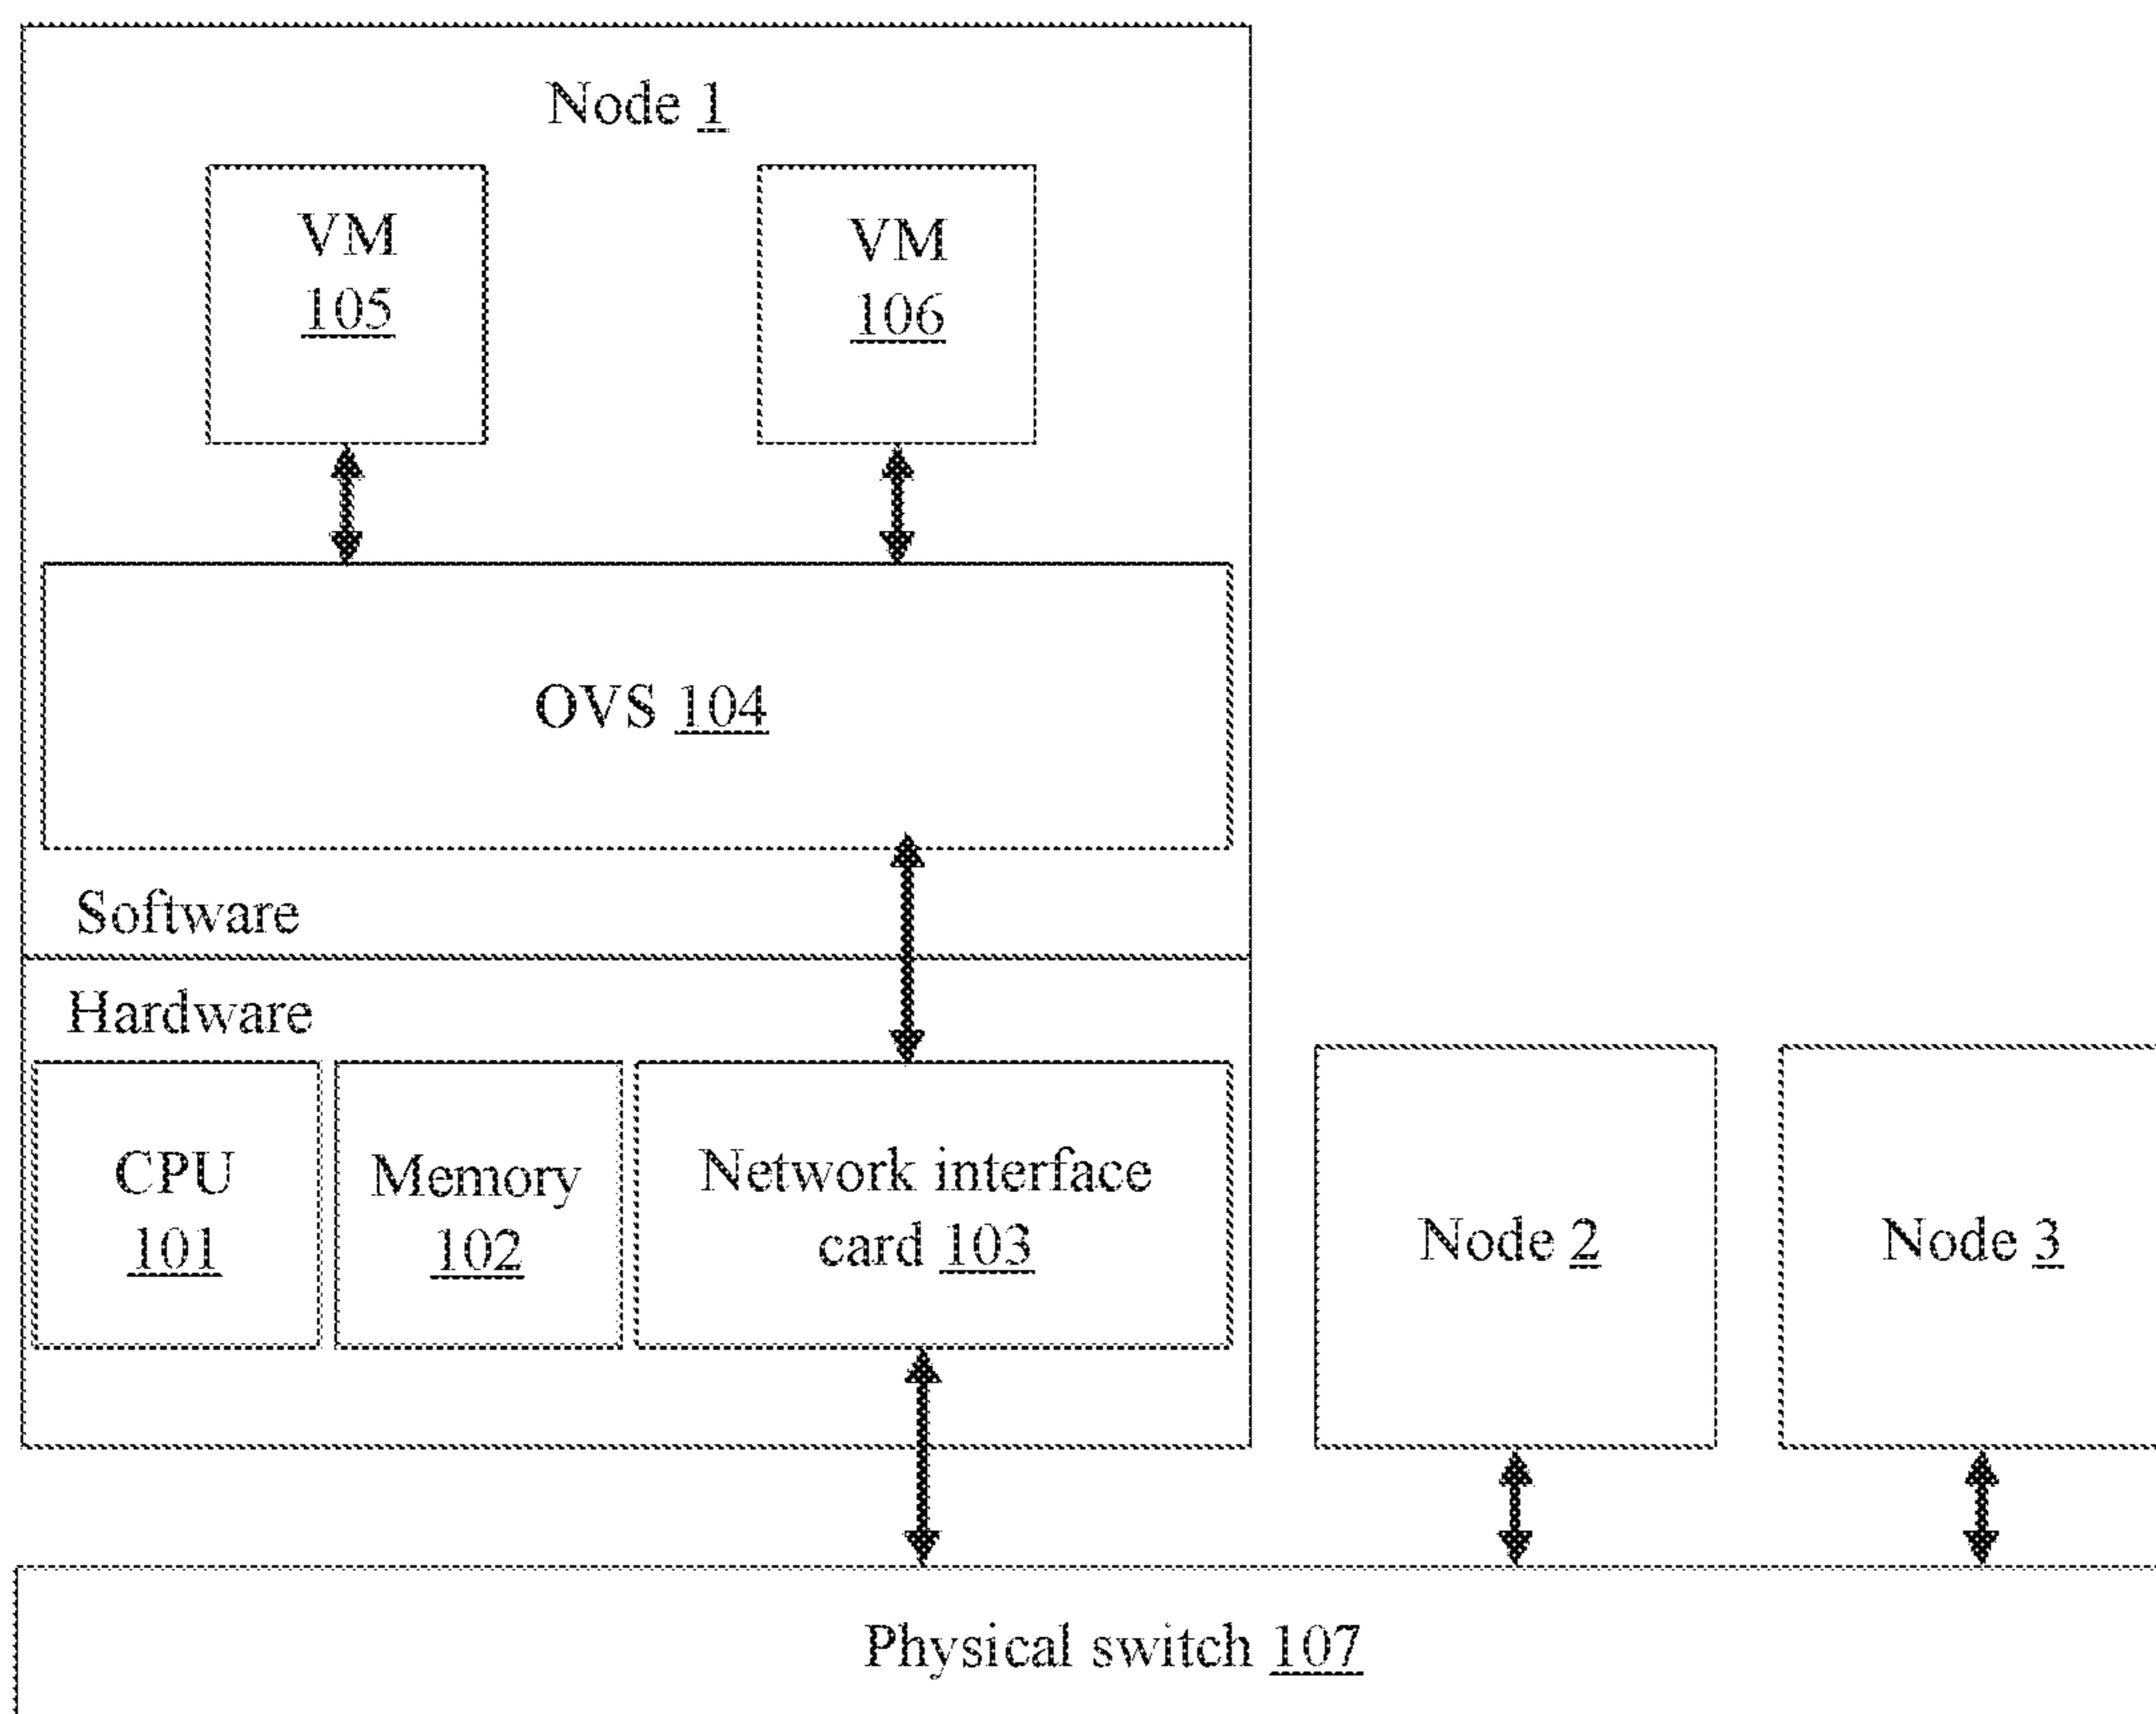 Node 1
VM
105
VM
106
OVS 104
Software
Hardware
CPU
101
Memory
102
Network interface
card 103
Node 2
Node 3
Physical switch 107